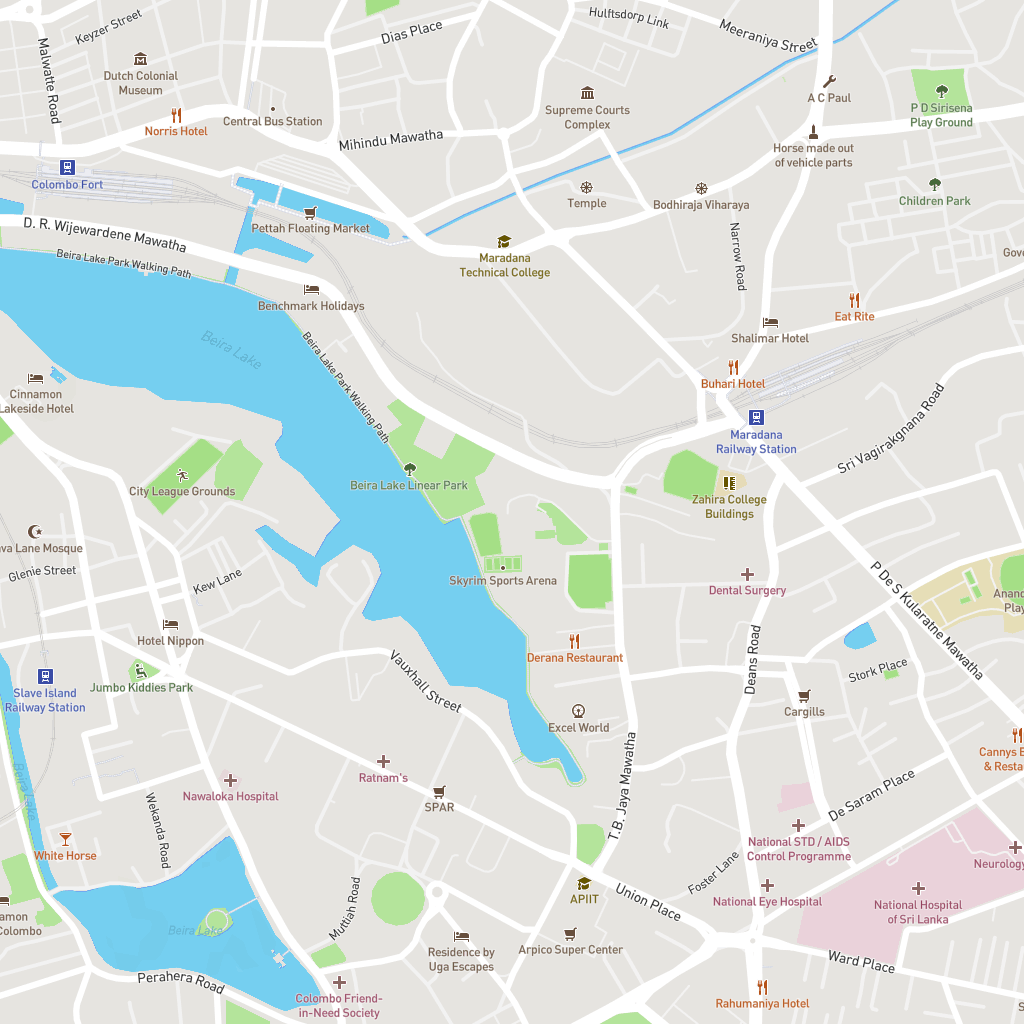 Keyzer Street
Malwatte Road
Dutch Colonial
Museum
Norris Hotel
Central Bus Station
Dias Place
Hulftsdorp Link
Meeraniya Street
Mihindu Mawatha
Supreme Courts
Complex
A C Paul
P D Sirisena
Play Ground
Horse made out
of vehicle parts
Colombo Fort
Pettah Floating Market
Temple
Bodhiraja Viharaya
Children Park
D. R. Wijewardene Mawatha
Beira Lake Park Walking Path
Maradana
Technical College
Narrow Road
Benchmark Holidays
Eat Rite
Shalimar Hotel
Beira Lake
Beira Lake Park Walking Path
Cinnamon
Lakeside Hotel
Buhari Hotel
Maradana
Railway Station
Sri Vagirakgnana Road
City League Grounds
Beira Lake Linear Park
Zahira College
Buildings
Glenie Street
Kew Lane
Skyrim Sports Arena
Dental Surgery
P De S Kularatne Mawatha
Hotel Nippon
Derana Restaurant
Deans Road
Stork Place
Jumbo Kiddies Park
Slave Island
Railway Station
Vauxhall Street
Excel World
Cargills
Beira Lake
Ratnam's
Nawaloka Hospital
SPAR
T.B. Jaya Mawatha
De Saram Place
Wekanda Road
White Horse
National STD / AIDS
Control Programme
Foster Lane
National Eye Hospital
National Hospital
of Sri Lanka
Neurology
APIIT
Union Place
Muttiah Road
Beira Lake
Residence by
Uga Escapes
Arpico Super Center
Ward Place
Perahera Road
Colombo Friend-
in-Need Society
Rahumaniya Hotel